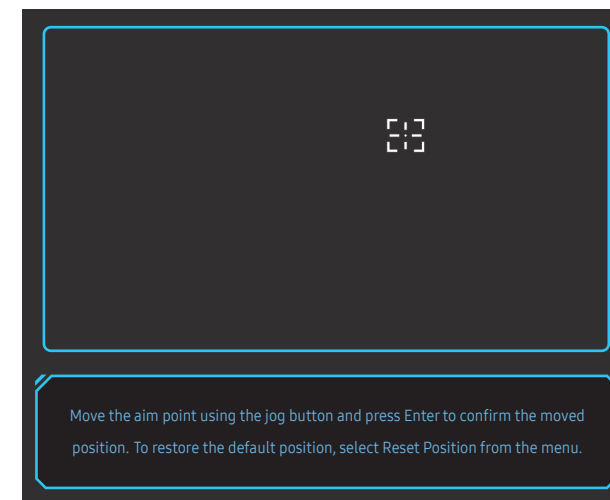 Move the aim point using the jog button and press Enter to confirm the moved
position. To restore the default position, select Reset Position from the menu.